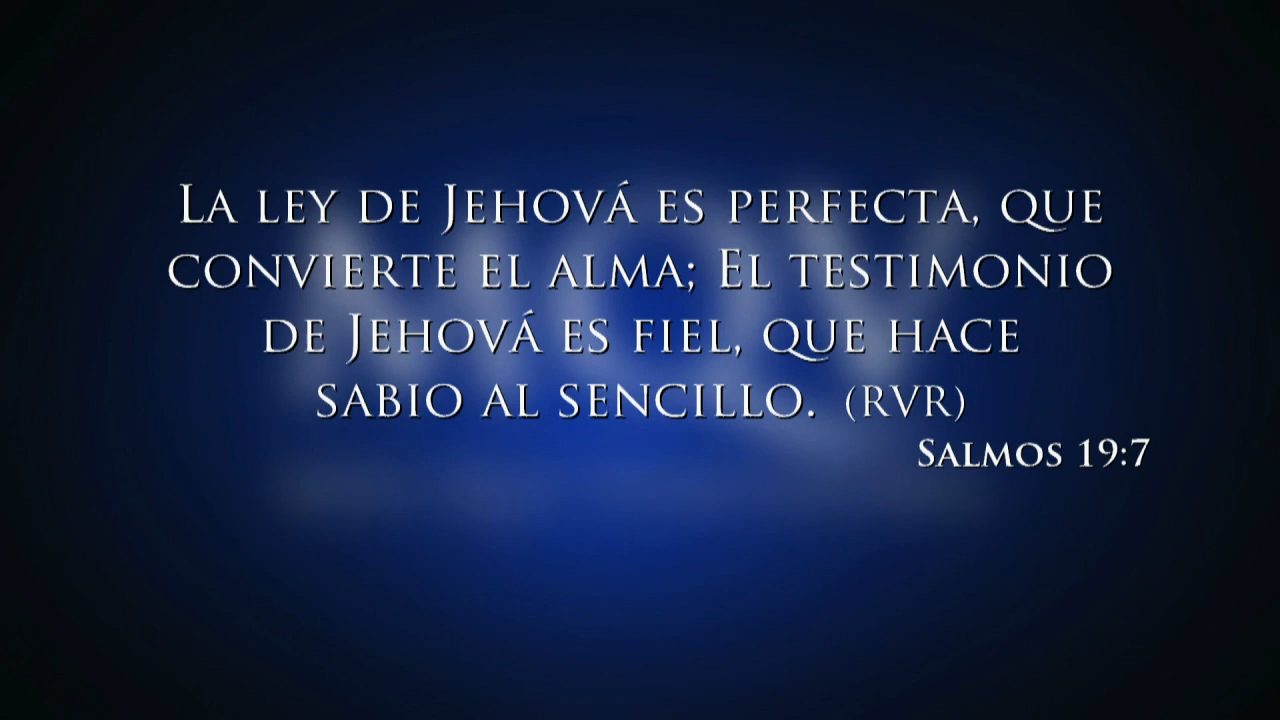 La ley de Jehová es perfecta, que
convierte el alma; El testimonio
de Jehová es fiel, que hace
sabio al sencillo. (RVR)
Salmos 19:7